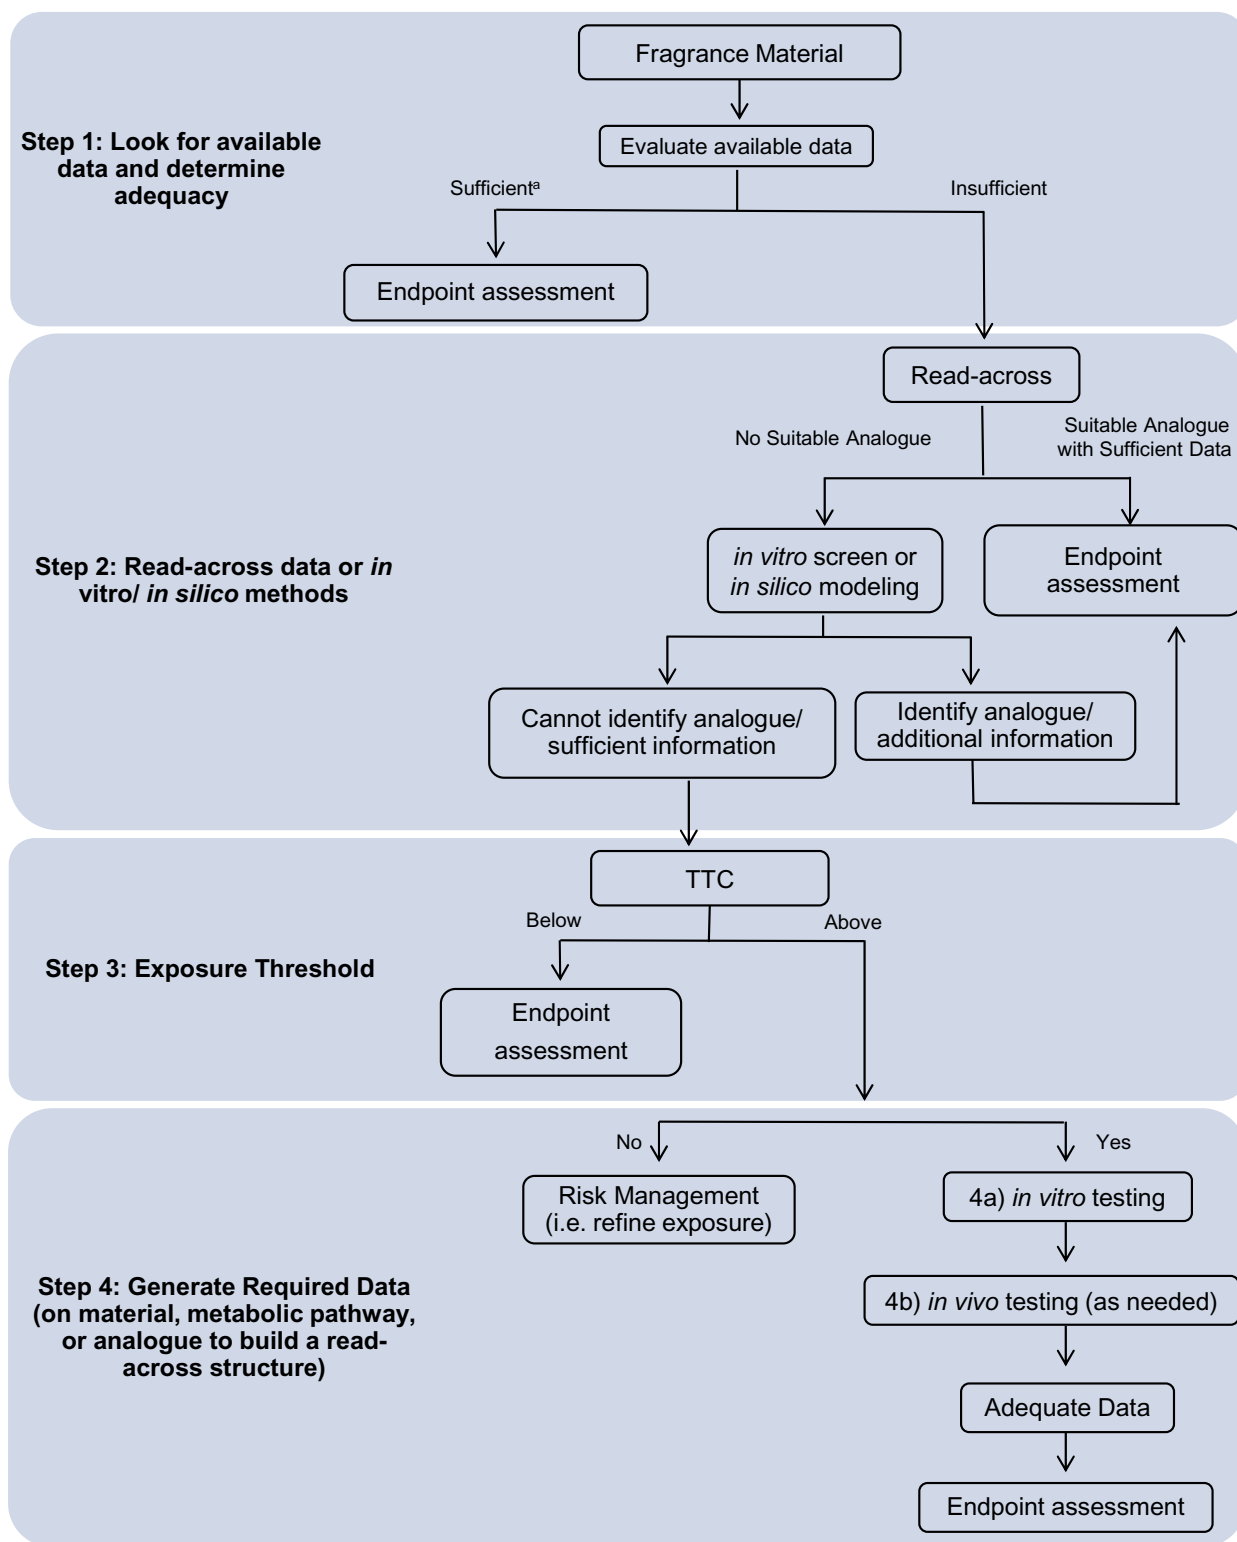 Fragrance Material
Step 1: Look for available
data and determine
adequacy
Evaluate available data
Sufficientᵃ
Insufficient
Endpoint assessment
Read-across
No Suitable Analogue
Suitable Analogue
with Sufficient Data
Step 2: Read-across data or in
vitro/ in silico methods
in vitro screen or
in silico modeling
Endpoint
assessment
Cannot identify analogue/
sufficient information
Identify analogue/
additional information
TTC
Below
Above
Step 3: Exposure Threshold
Endpoint
assessment
No
Yes
Risk Management
(i.e. refine exposure)
4a) in vitro testing
Step 4: Generate Required Data
(on material, metabolic pathway,
or analogue to build a read-
across structure)
4b) in vivo testing (as needed)
Adequate Data
Endpoint assessment